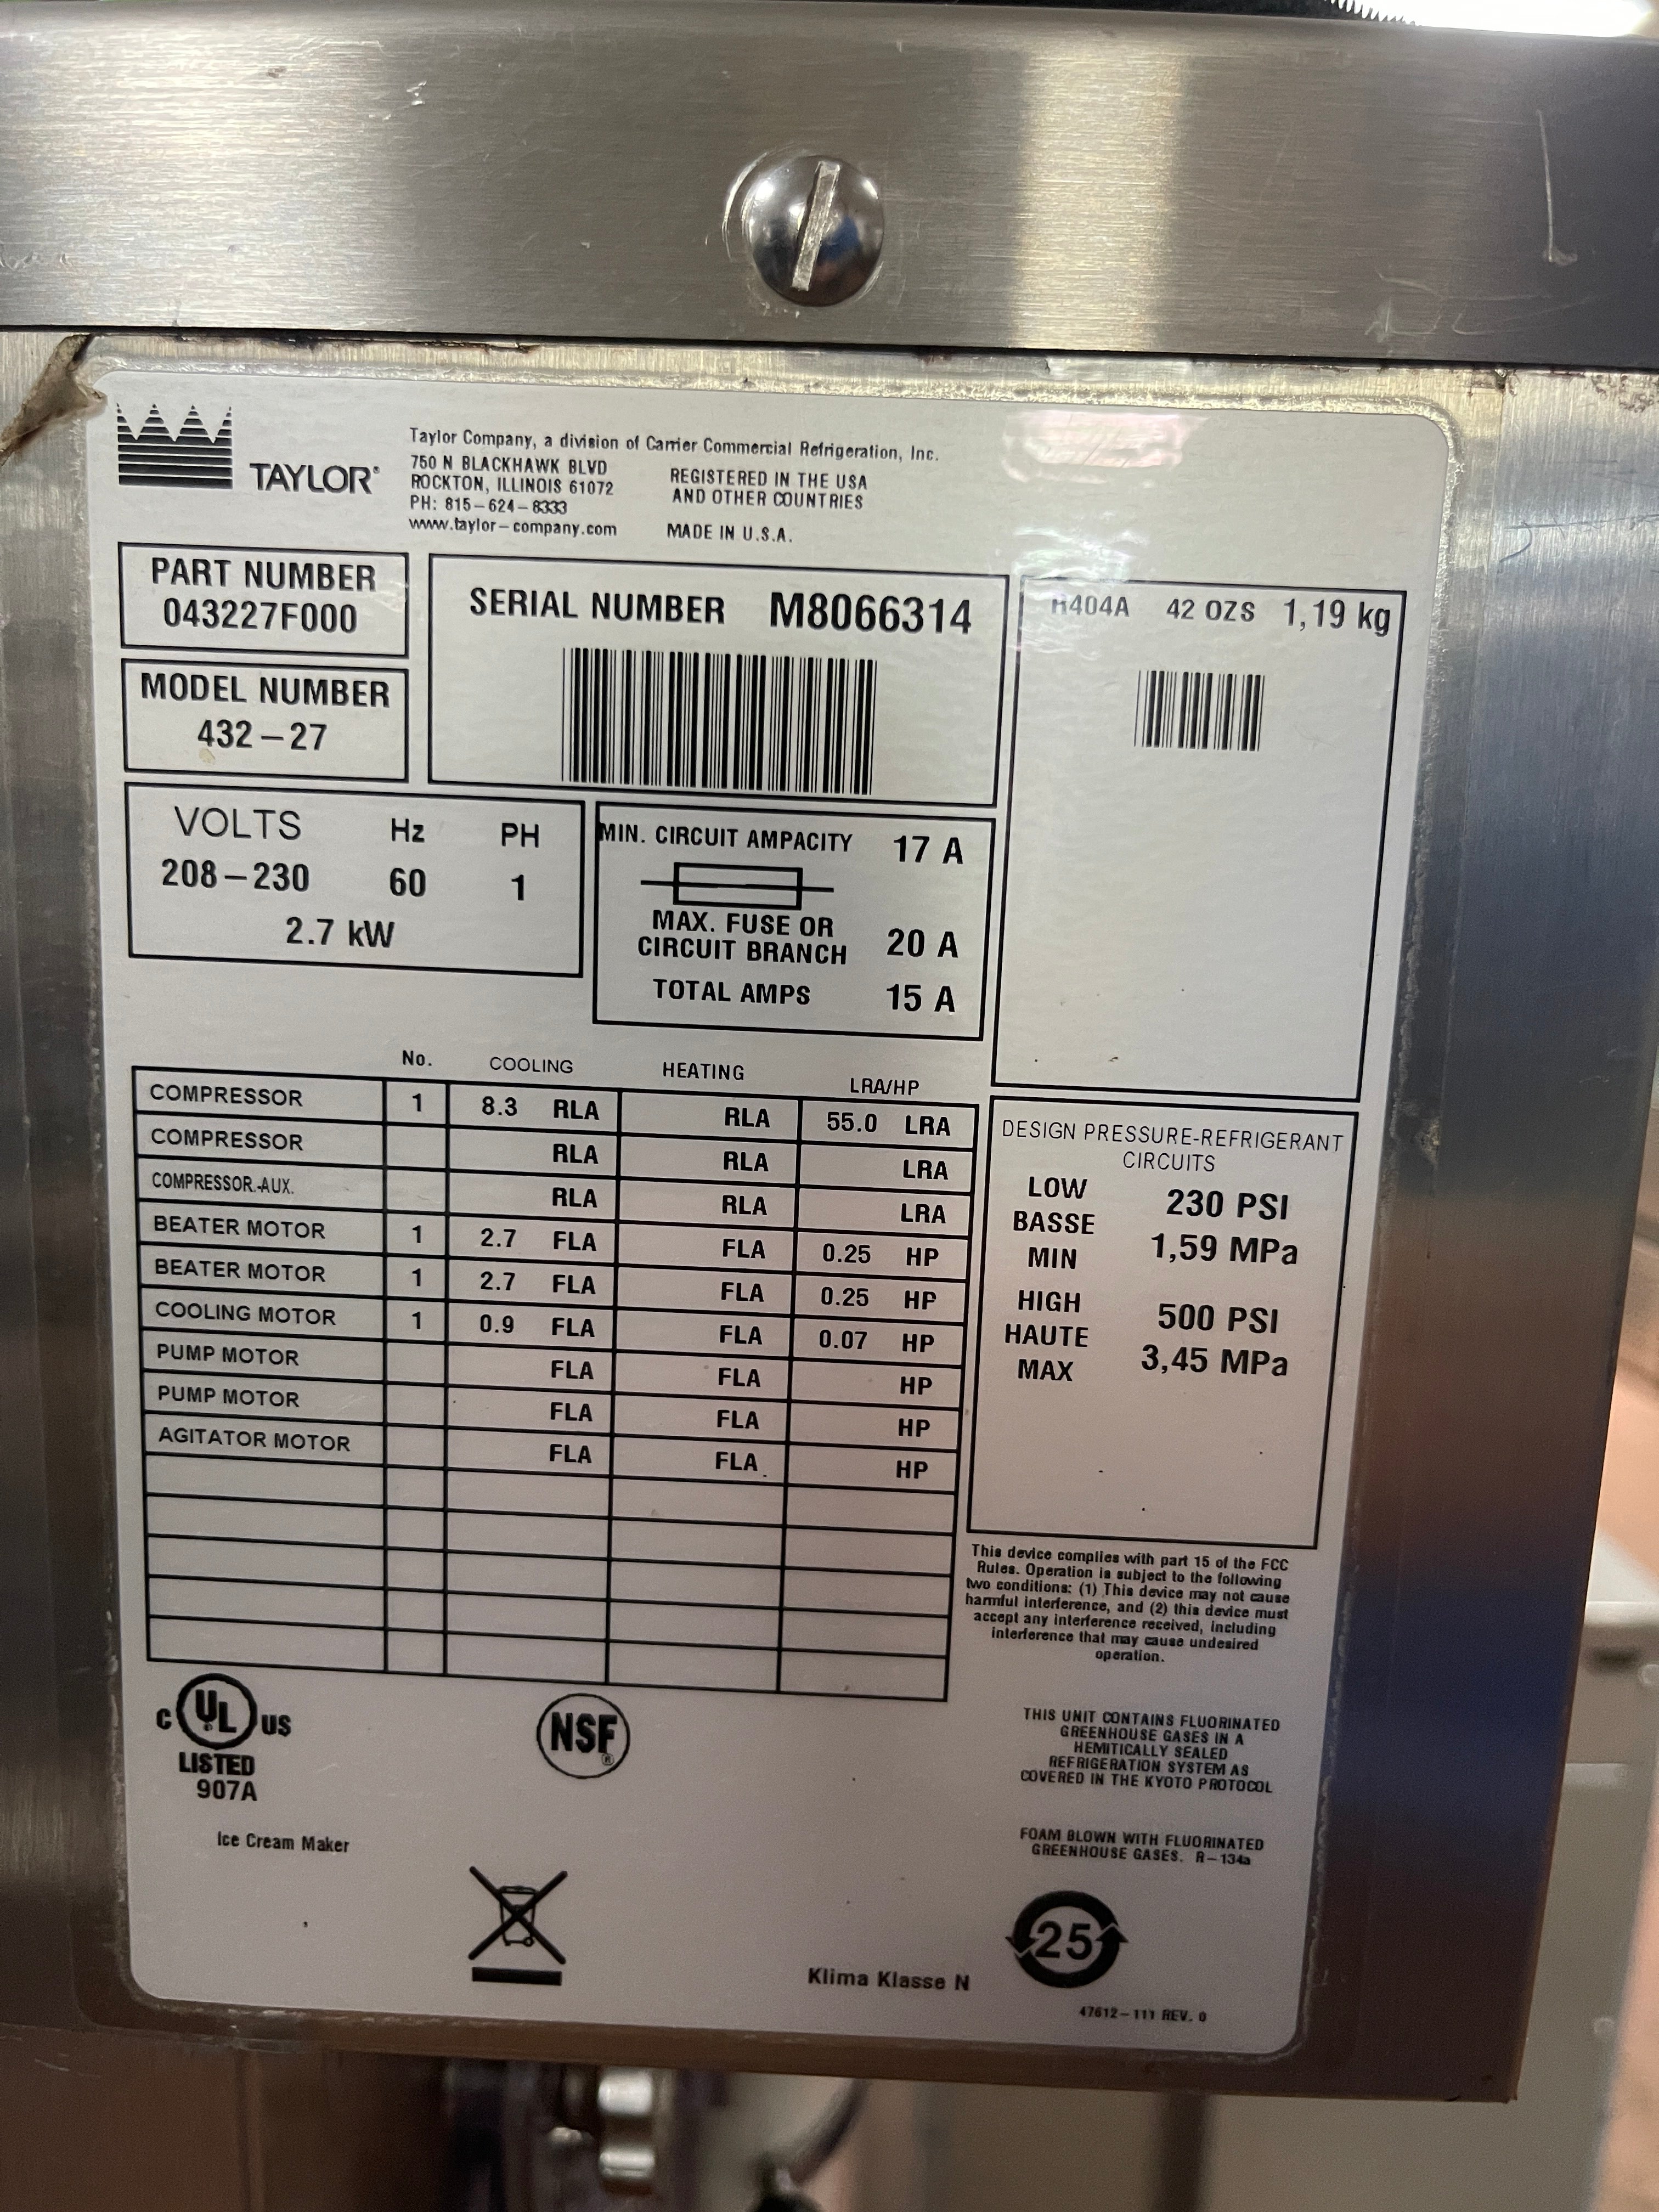 TAYLOR®
Taylor Company, a division of Carrier Commercial Refrigeration, Inc.
750 N BLACKHAWK BLVD
ROCKTON, ILLINOIS 61072
PH: 815-624-8333
www.taylor-company.com
REGISTERED IN THE USA
AND OTHER COUNTRIES
MADE IN U.S.A.
PART NUMBER
043227F000
MODEL NUMBER
432-27
SERIAL NUMBER M8066314
R404A 42 OZS 1,19 kg
VOLTS Hz PH
208-230 60 1
2.7 kW
MIN. CIRCUIT AMPACITY 17 A
MAX. FUSE OR
CIRCUIT BRANCH 20 A
TOTAL AMPS 15 A
No. COOLING HEATING LRA/HP
COMPRESSOR 1 8.3 RLA RLA 55.0 LRA
COMPRESSOR RLA RLA LRA
COMPRESSOR.-AUX. RLA RLA LRA
BEATER MOTOR 1 2.7 FLA FLA 0.25 HP
BEATER MOTOR 1 2.7 FLA FLA 0.25 HP
COOLING MOTOR 1 0.9 FLA FLA 0.07 HP
PUMP MOTOR FLA FLA HP
PUMP MOTOR FLA FLA HP
AGITATOR MOTOR FLA FLA HP
DESIGN PRESSURE-REFRIGERANT
CIRCUITS
LOW
BASSE
MIN
230 PSI
1,59 MPa
HIGH
HAUTE
MAX
500 PSI
3,45 MPa
This device complies with part 15 of the FCC
Rules. Operation is subject to the following
two conditions: (1) This device may not cause
harmful interference, and (2) this device must
accept any interference received, including
interference that may cause undesired
operation.
C UL US
LISTED
907A
Ice Cream Maker
NSF®
THIS UNIT CONTAINS FLUORINATED
GREENHOUSE GASES IN A
HEMITICALLY SEALED
REFRIGERATION SYSTEM AS
COVERED IN THE KYOTO PROTOCOL
FOAM BLOWN WITH FLUORINATED
GREENHOUSE GASES. R-134a
25
Klima Klasse N
47612-111 REV. 0